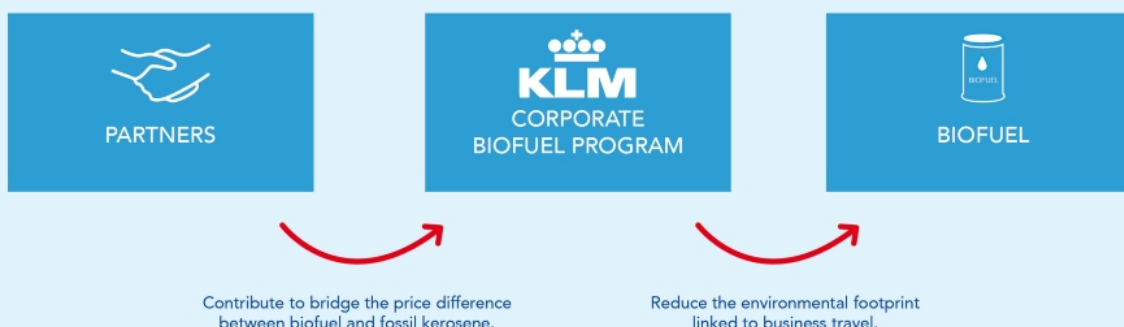 PARTNERS
KLM
CORPORATE
BIOFUEL PROGRAM
BIOFUEL
BIOFUEL
Contribute to bridge the price difference
between biofuel and fossil kerosene.
Reduce the environmental footprint
linked to business travel.